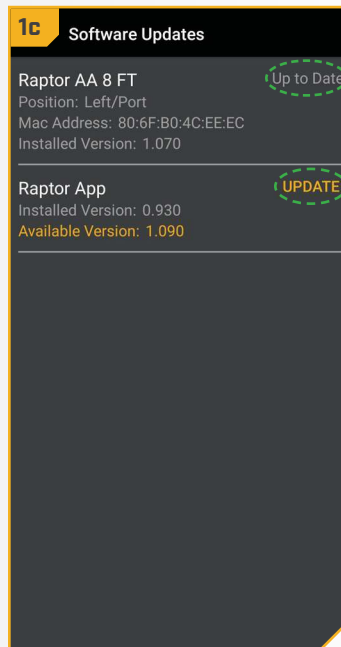 1c
Software Updates
Raptor AA 8 FT
Up to Date
Position: Left/Port
Mac Address: 80:6F:B0:4C:EE:EC
Installed Version: 1.070
Raptor App
UPDATE
Installed Version: 0.930
Available Version: 1.090